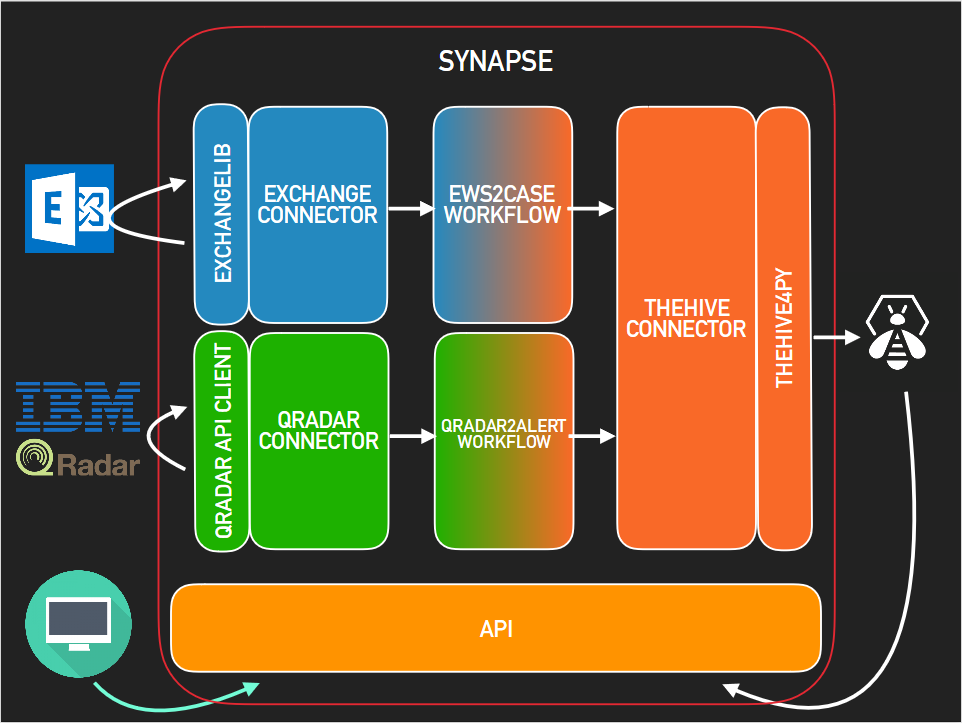 SYNAPSE
EXCHANGELIB
EXCHANGE
CONNECTOR
EWS2CASE
WORKFLOW
E
THEHIVE
CONNECTOR
THEHIVE4PY
IBM
QRadar
QRADAR API CLIENT
QRADAR
CONNECTOR
QRADAR2ALERT
WORKFLOW
API